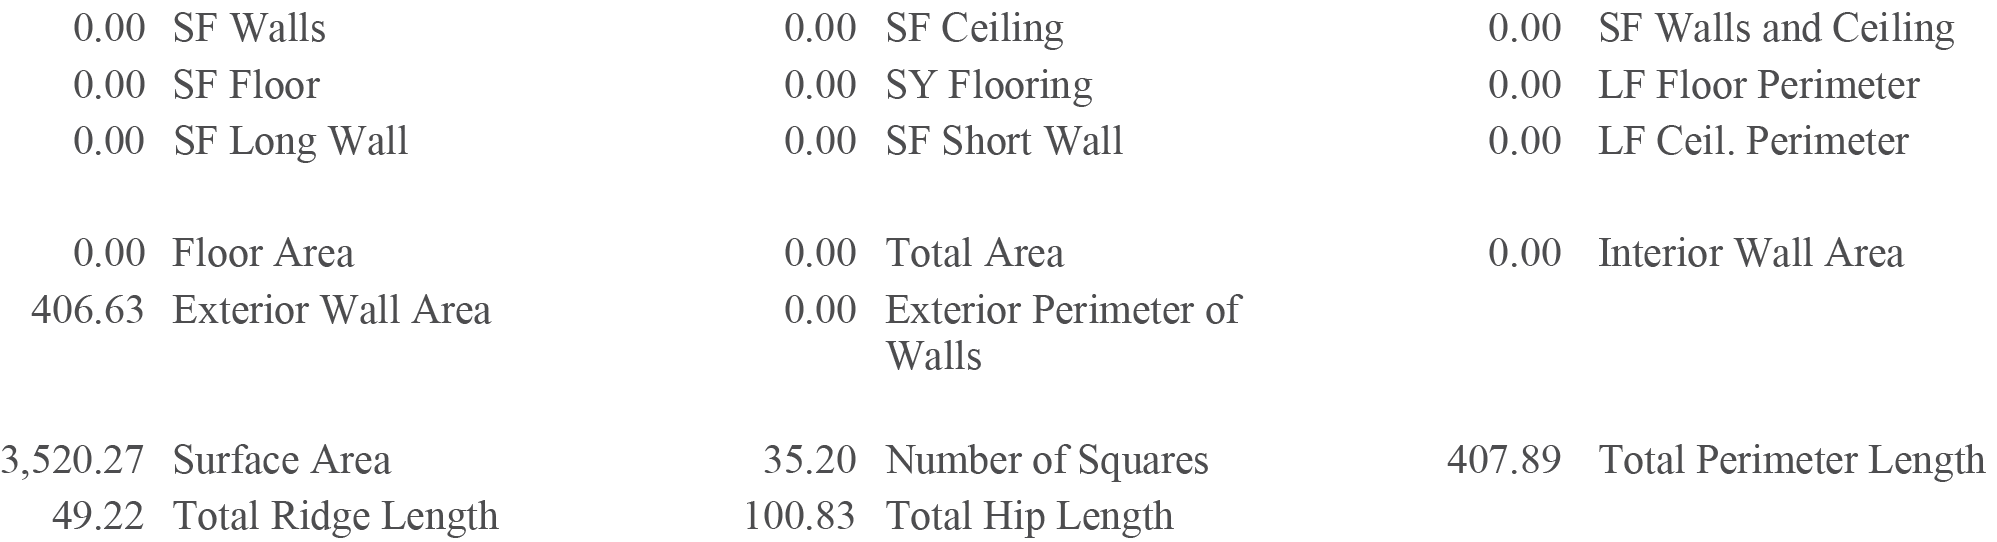 0.00 SF Walls 0.00 SF Ceiling 0.00 SF Walls and Ceiling
0.00 SF Floor 0.00 SY Flooring 0.00 LF Floor Perimeter
0.00 SF Long Wall 0.00 SF Short Wall 0.00 LF Ceil. Perimeter
0.00 Floor Area 0.00 Total Area 0.00 Interior Wall Area
406.63 Exterior Wall Area 0.00 Exterior Perimeter of
Walls
3,520.27 Surface Area 35.20 Number of Squares 407.89 Total Perimeter Length
49.22 Total Ridge Length 100.83 Total Hip Length